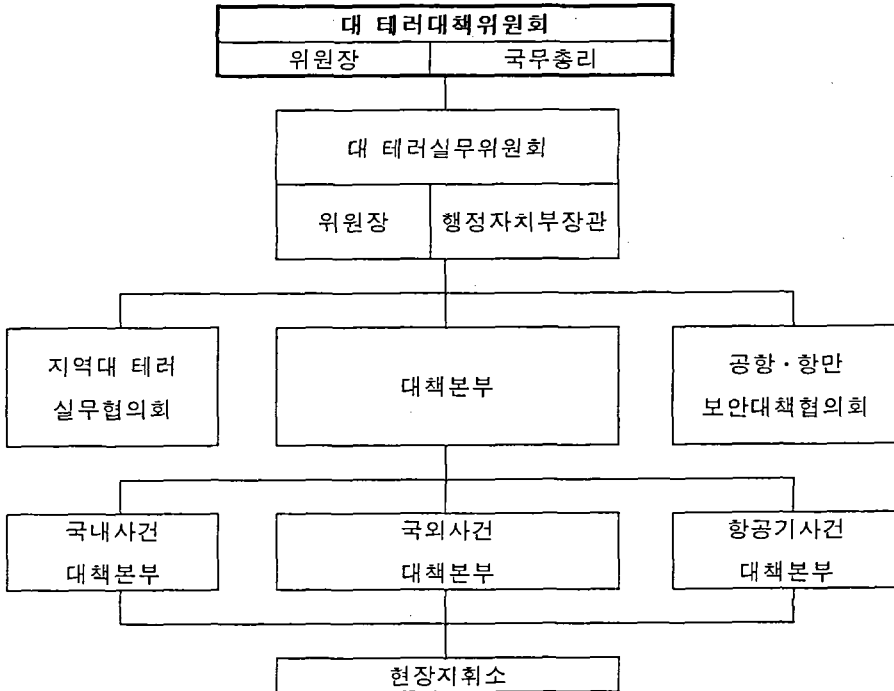 대 테러대책위원회
위원장 국무총리
대 테러실무위원회
위원장 행정자치부장관
지역대 테러
실무협의회
대책본부
공항·항만
보안대책협의회
국내사건
대책본부
국외사건
대책본부
항공기사건
대책본부
현장지휘소